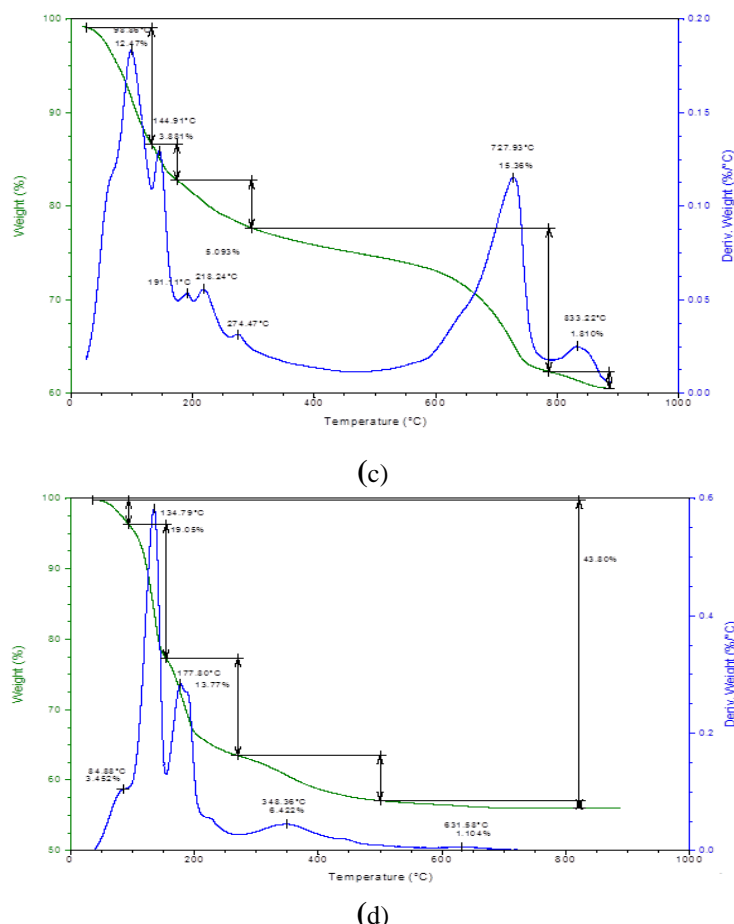 100
90
80
70
60
Weight (%)
98.86°C
12.47%
144.91°C
3.881%
191.11°C
218.24°C
5.093%
274.47°C
727.93°C
15.36%
833.22°C
1.810%
0.20
0.15
0.10
0.05
0.00
Deriv. Weight (%/°C)
0 200 400 600 800 1000
Temperature (°C)
(c)
100
90
80
70
60
50
Weight (%)
134.79°C
19.05%
177.80°C
13.77%
84.88°C
3.452%
348.36°C
6.422%
631.58°C
1.104%
43.80%
0.6
0.4
0.2
0.0
Deriv. Weight (%/°C)
0 200 400 600 800 1000
Temperature (°C)
(d)